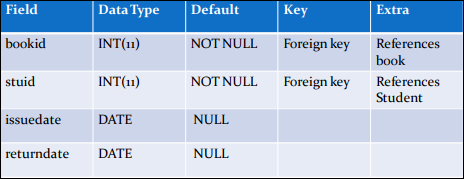 Field Data Type Default Key Extra
bookid INT(11) NOT NULL Foreign key References
book
stuid INT(11) NOT NULL Foreign key References
Student
issuedate DATE NULL
returndate DATE NULL